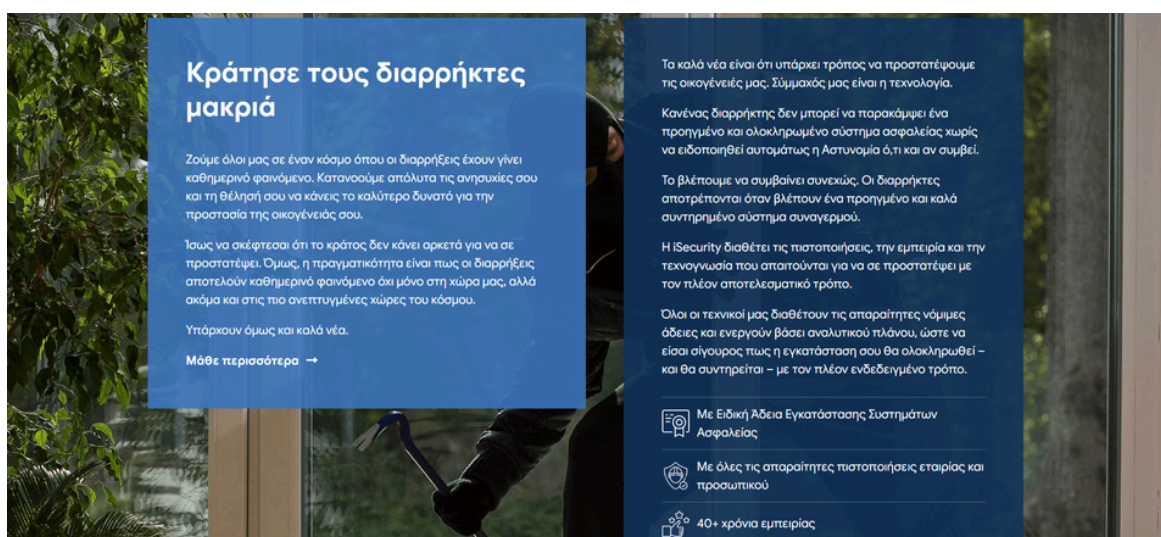 Κράτησε τους διαρρήκτες
μακριά
Ζούμε όλοι μας σε έναν κόσμο όπου οι διαρρήξεις έχουν γίνει
καθημερινό φαινόμενο. Κατανοούμε απόλυτα τις ανησυχίες σου
και τη θέλησή σου να κάνεις το καλύτερο δυνατό για την
προστασία της οικογένειάς σου.
Ίσως να σκέφτεσαι ότι το κράτος δεν κάνει αρκετά για να σε
προστατέψει. Όμως, η πραγματικότητα είναι πως οι διαρρήξεις
αποτελούν καθημερινό φαινόμενο όχι μόνο στη χώρα μας, αλλά
ακόμα και στις πιο ανεπτυγμένες χώρες του κόσμου.
Υπάρχουν όμως και καλά νέα.
Μάθε περισσότερα →
Τα καλά νέα είναι ότι υπάρχει τρόπος να προστατέψουμε
τις οικογένειές μας. Σύμμαχός μας είναι η τεχνολογία.
Κανένας διαρρήκτης δεν μπορεί να παρακάμψει ένα
προηγμένο και ολοκληρωμένο σύστημα ασφαλείας χωρίς
να ειδοποιηθεί αυτομάτως η Αστυνομία ό,τι και αν συμβεί.
Το βλέπουμε να συμβαίνει συνεχώς. Οι διαρρήκτες
αποτρέπονται όταν βλέπουν ένα προηγμένο και καλά
συντηρημένο σύστημα συναγερμού.
Η iSecurity διαθέτει τις πιστοποιήσεις, την εμπειρία και την
τεχνογνωσία που απαιτούνται για να σε προστατέψει με
τον πλέον αποτελεσματικό τρόπο.
Όλοι οι τεχνικοί μας διαθέτουν τις απαραίτητες νόμιμες
άδειες και ενεργούν βάσει αναλυτικού πλάνου, ώστε να
είσαι σίγουρος πως η εγκατάσταση σου θα ολοκληρωθεί –
και θα συντηρείται – με τον πλέον ενδεδειγμένο τρόπο.
Με Ειδική Άδεια Εγκατάστασης Συστημάτων
Ασφαλείας
Με όλες τις απαραίτητες πιστοποιήσεις εταιρίας και
προσωπικού
40+ χρόνια εμπειρίας